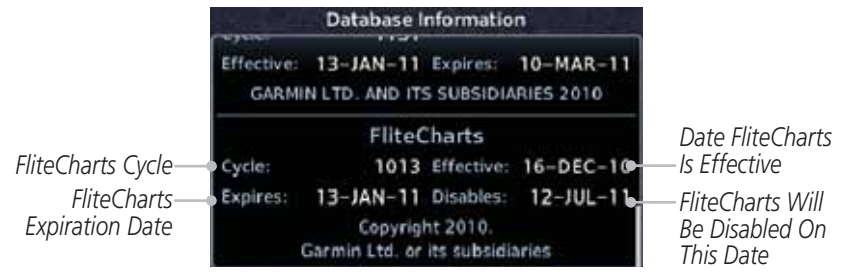 Database Information
Effective: 13-JAN-11 Expires: 10-MAR-11
GARMIN LTD. AND ITS SUBSIDIARIES 2010
FliteCharts
Cycle: 1013 Effective: 16-DEC-10
Expires: 13-JAN-11 Disables: 12-JUL-11
Copyright 2010.
Garmin Ltd. or its subsidiaries
FliteCharts Cycle
FliteCharts
Expiration Date
Date FliteCharts
Is Effective
FliteCharts Will
Be Disabled On
This Date